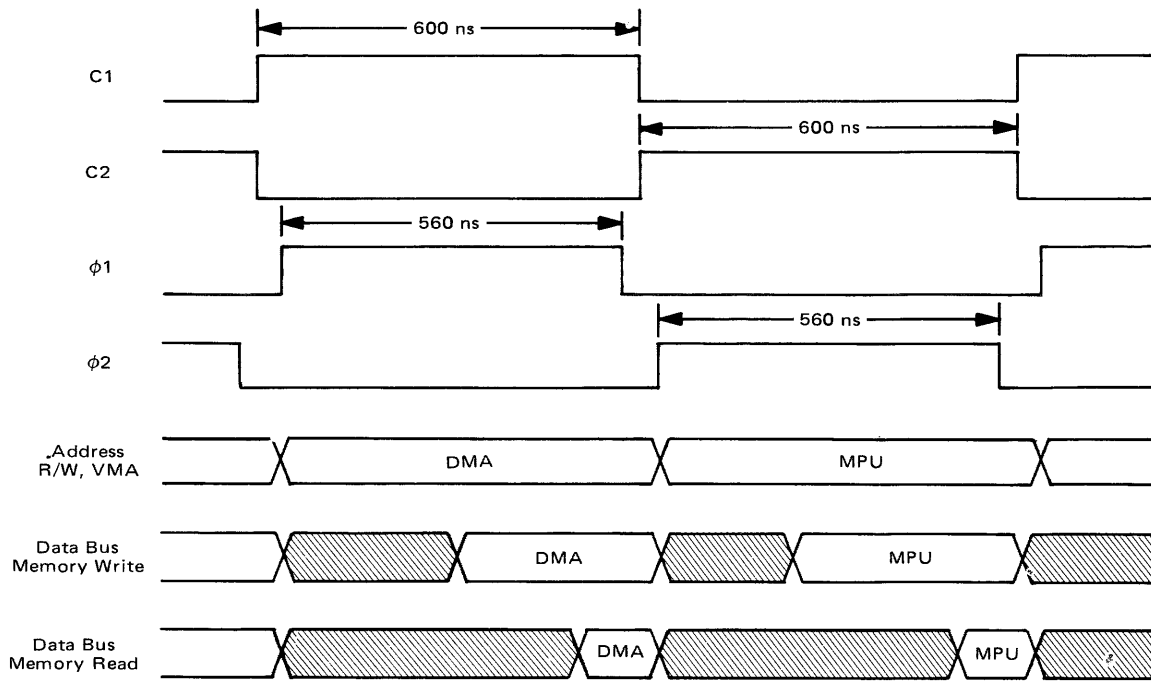 600 ns
C1
600 ns
C2
560 ns
ϕ1
560 ns
ϕ2
Address
R/W, VMA
DMA
MPU
Data Bus
Memory Write
DMA
MPU
Data Bus
Memory Read
DMA
MPU